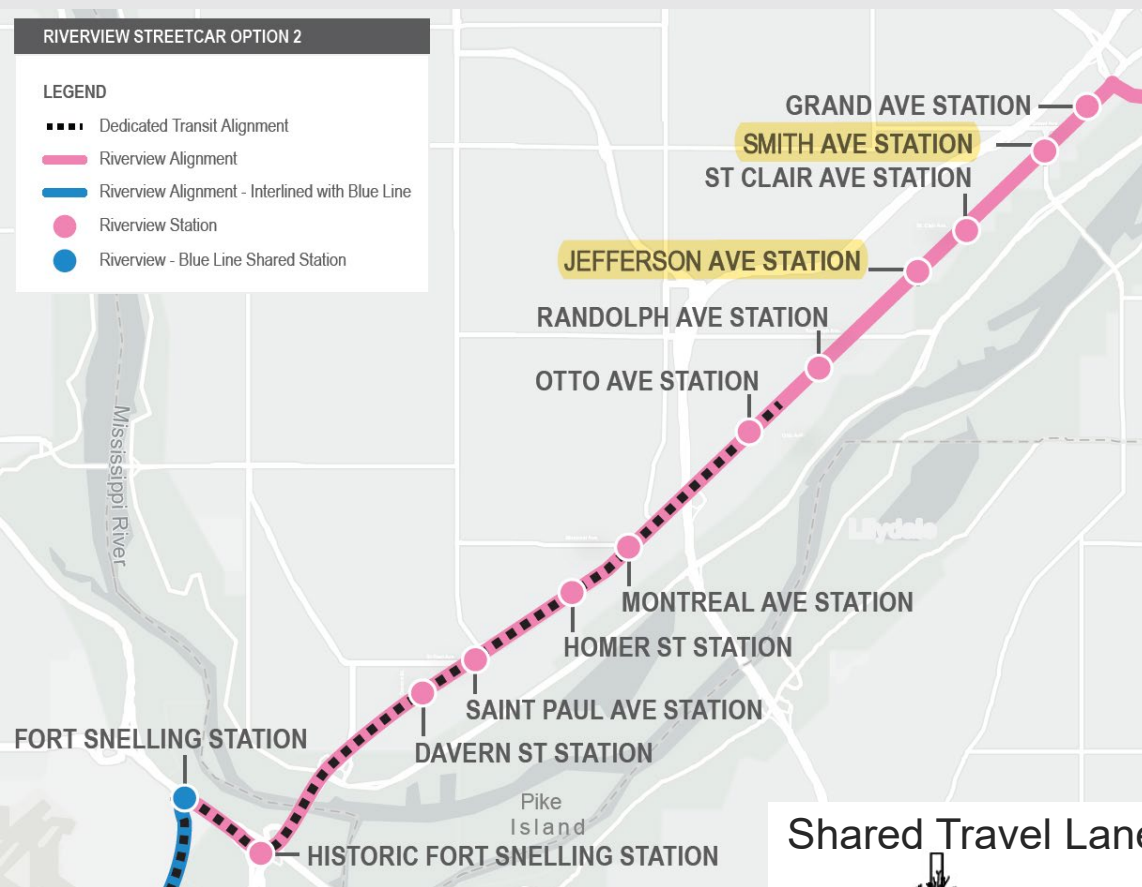 RIVERVIEW STREETCAR OPTION 2
LEGEND
Dedicated Transit Alignment
Riverview Alignment
Riverview Alignment - Interlined with Blue Line
Riverview Station
Riverview - Blue Line Shared Station
GRAND AVE STATION
SMITH AVE STATION
ST CLAIR AVE STATION
JEFFERSON AVE STATION
RANDOLPH AVE STATION
OTTO AVE STATION
Mississippi River
Lilydale
MONTREAL AVE STATION
HOMER ST STATION
SAINT PAUL AVE STATION
DAVERN ST STATION
FORT SNELLING STATION
Pike
Island
HISTORIC FORT SNELLING STATION
Shared Travel Lane